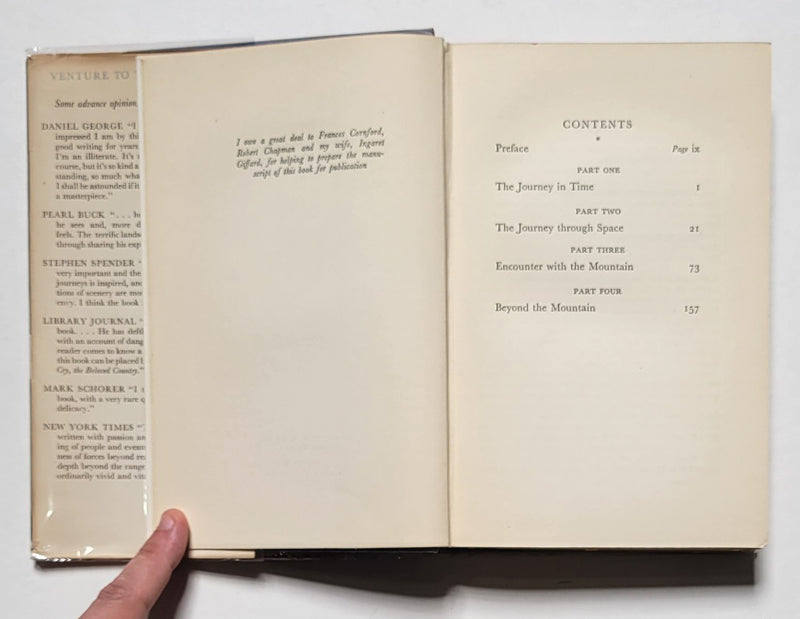 VENTURE TO
Some advance opinion
DANIEL GEORGE "I
impressed I am by thi
good writing for years
I'm an illiterate. It's
course, but it's so kind a
standing, so much wha
I shall be astounded if it
a masterpiece."
PEARL BUCK ". . . he
he sees and, more d
feels. The terrific lands
through sharing his exp
STEPHEN SPENDER "
very important and the
journeys is inspired, and
tions of scenery are mo
envy. I think the book
LIBRARY JOURNAL "
book. . . . He has deftl
with an account of dang
reader comes to know a
this book can be placed
Cry, the Beloved Country."
MARK SCHORER "I
book, with a very rare q
delicacy."
NEW YORK TIMES "
written with passion an
ing of people and event
ness of forces beyond re
depth beyond the range
ordinarily vivid and vit
I owe a great deal to Frances Cornford,
Robert Chapman and my wife, Ingaret
Giffard, for helping to prepare the manu-
script of this book for publication
CONTENTS
*
Preface Page ix
PART ONE
The Journey in Time 1
PART TWO
The Journey through Space 21
PART THREE
Encounter with the Mountain 73
PART FOUR
Beyond the Mountain 157